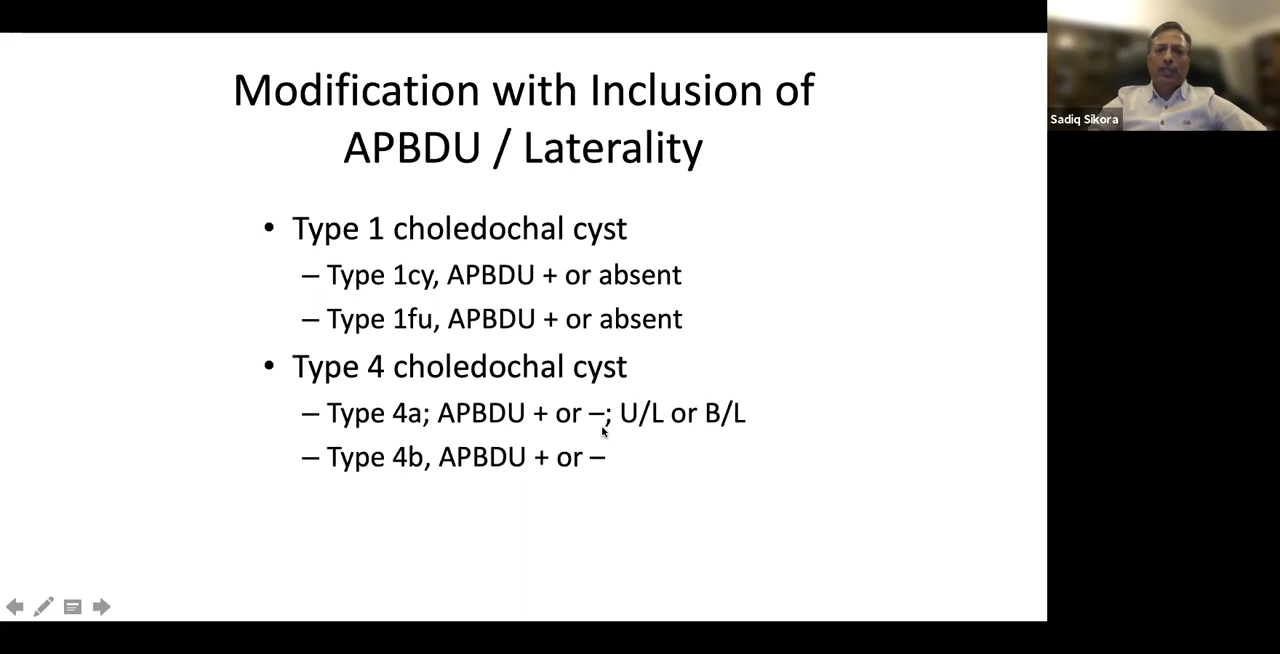 Modification with Inclusion of
APBDU / Laterality
• Type 1 choledochal cyst
– Type 1cy, APBDU + or absent
– Type 1fu, APBDU + or absent
• Type 4 choledochal cyst
– Type 4a; APBDU + or –; U/L or B/L
– Type 4b, APBDU + or –
Sadiq Sikora